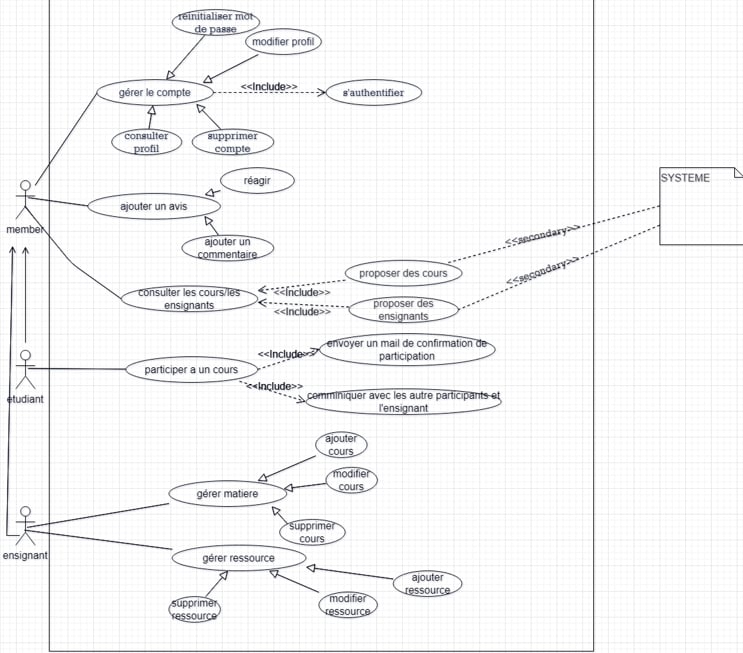 réinitialiser mot
de passe
modifier profil
gérer le compte
<<Include>>
s'authentifier
consulter
profil
supprimer
compte
réagir
SYSTEME
ajouter un avis
member
<<secondary>>
ajouter un
commentaire
proposer des cours
<<secondary>>
consulter les cours/les
ensignants
<<Include>>
proposer des
ensignants
<<Include>>
envoyer un mail de confirmation de
participation
<<Include>>
participer a un cours
<<Include>>
comminiquer avec les autre participants et
l'ensignant
etudiant
ajouter
cours
modifier
cours
gérer matiere
supprimer
cours
ensignant
gérer ressource
ajouter
ressource
supprimer
ressource
modifier
ressource